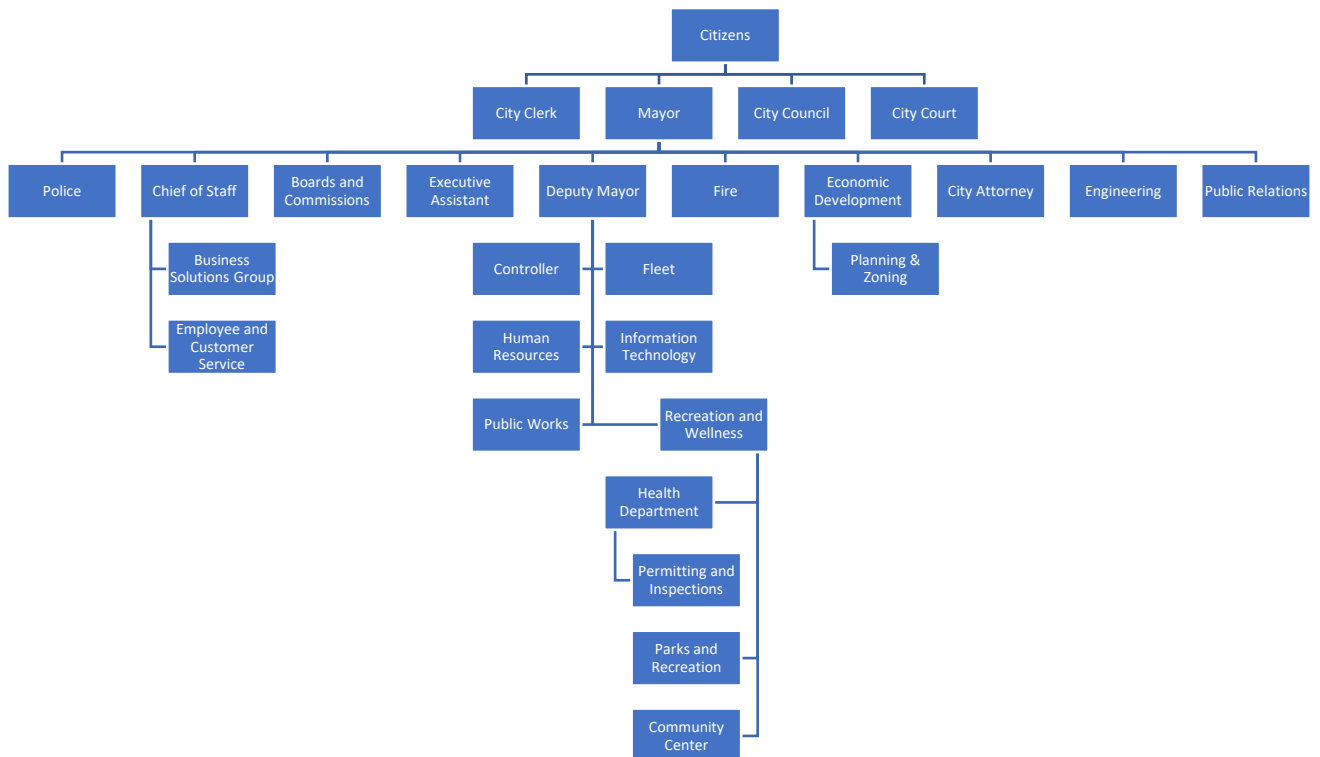 Citizens
City Clerk
Mayor
City Council
City Court
Police
Chief of Staff
Boards and
Commissions
Executive
Assistant
Deputy Mayor
Fire
Economic
Development
City Attorney
Engineering
Public Relations
Business
Solutions Group
Controller
Fleet
Planning &
Zoning
Employee and
Customer
Service
Human
Resources
Information
Technology
Public Works
Recreation and
Wellness
Health
Department
Permitting and
Inspections
Parks and
Recreation
Community
Center